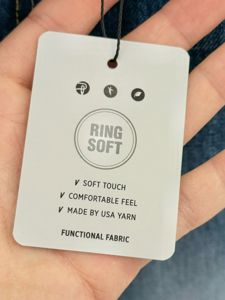 RING
SOFT
SOFT TOUCH
COMFORTABLE FEEL
MADE BY USA YARN
FUNCTIONAL FABRIC